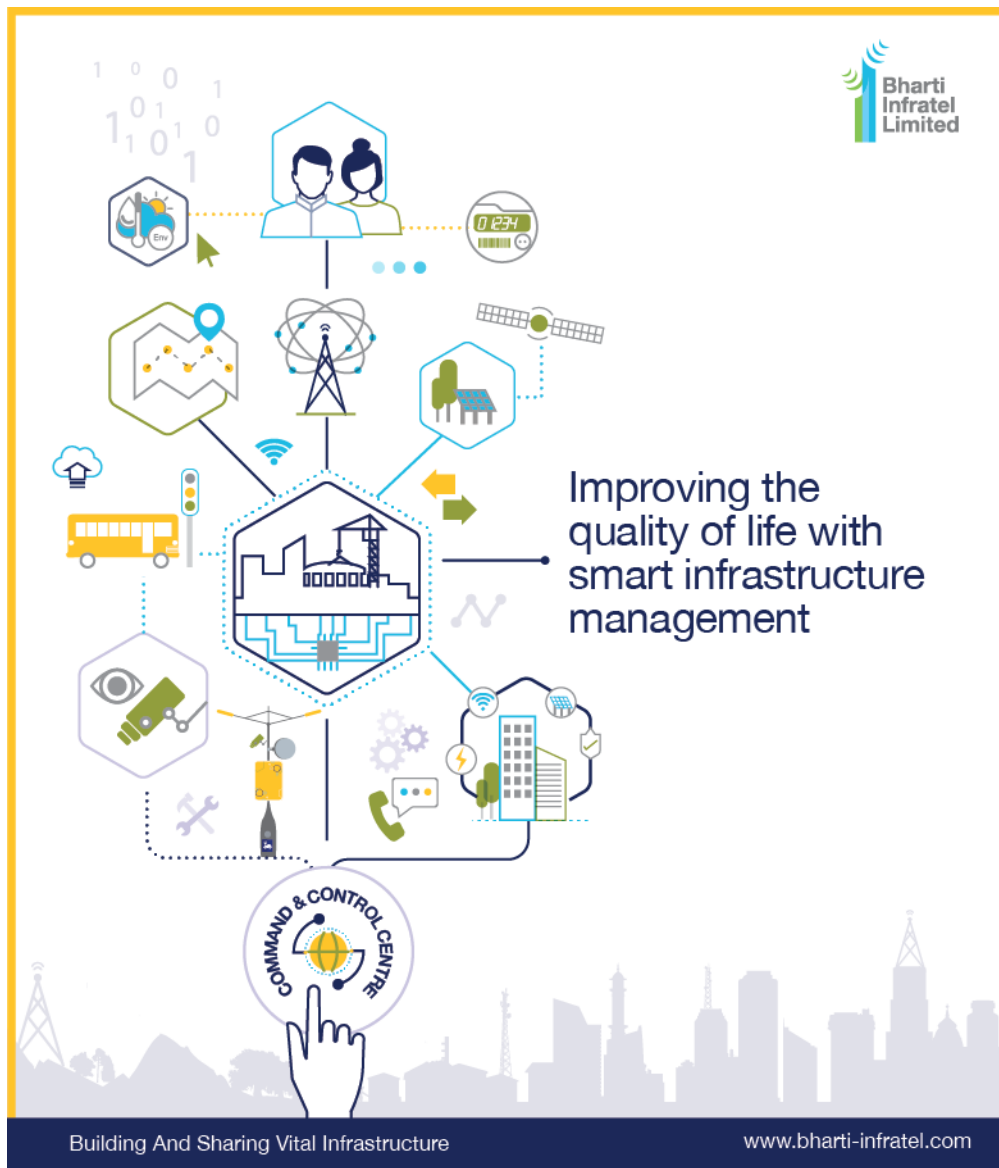 1 0 0 1
1 0 1
1 1 0 1 0
1
Bharti
Infratel
Limited
Env
01234
Improving the
quality of life with
smart infrastructure
management
COMMAND & CONTROL CENTRE
Building And Sharing Vital Infrastructure
www.bharti-infratel.com